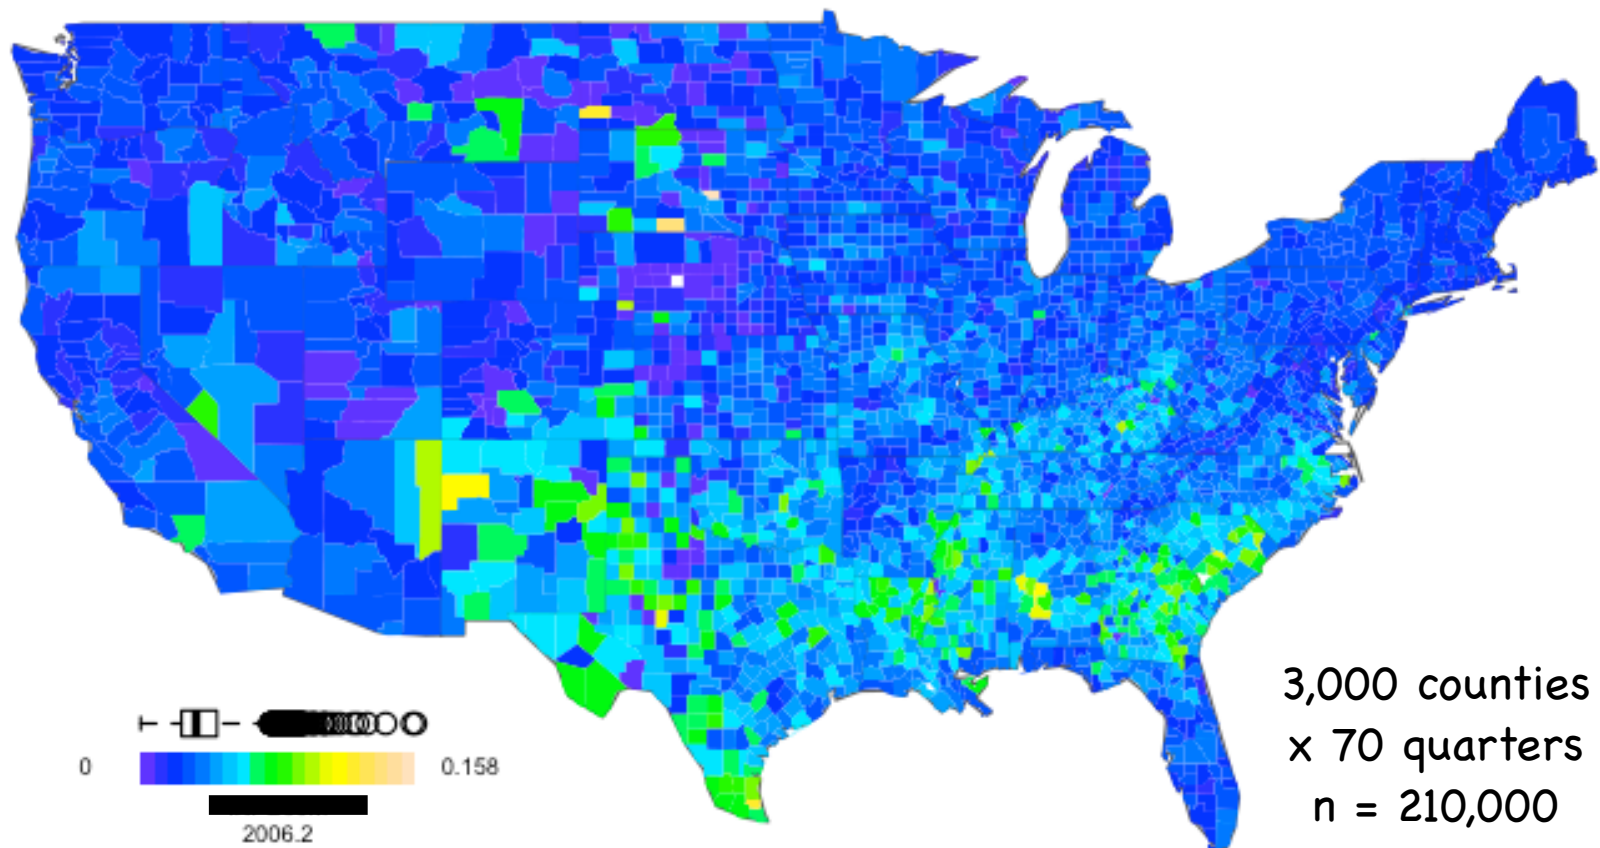 3,000 counties
x 70 quarters
n = 210,000
0
0.158
2006.2